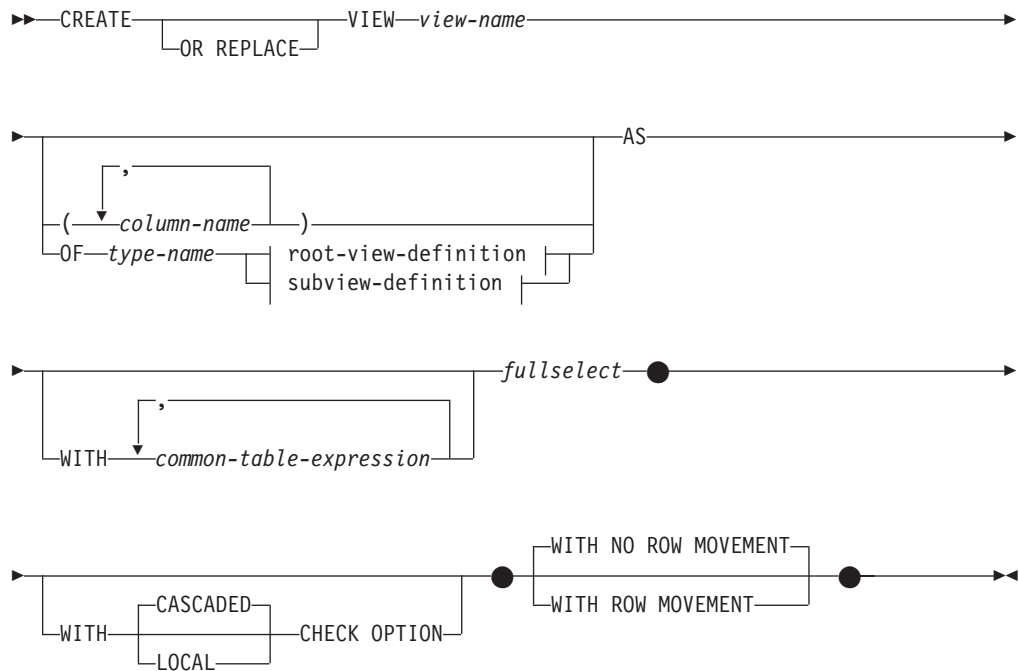 CREATE VIEW view-name
OR REPLACE
AS
,
( column-name )
OF type-name root-view-definition
subview-definition
fullselect
,
WITH common-table-expression
WITH NO ROW MOVEMENT
CASCADED WITH ROW MOVEMENT
WITH CHECK OPTION
LOCAL